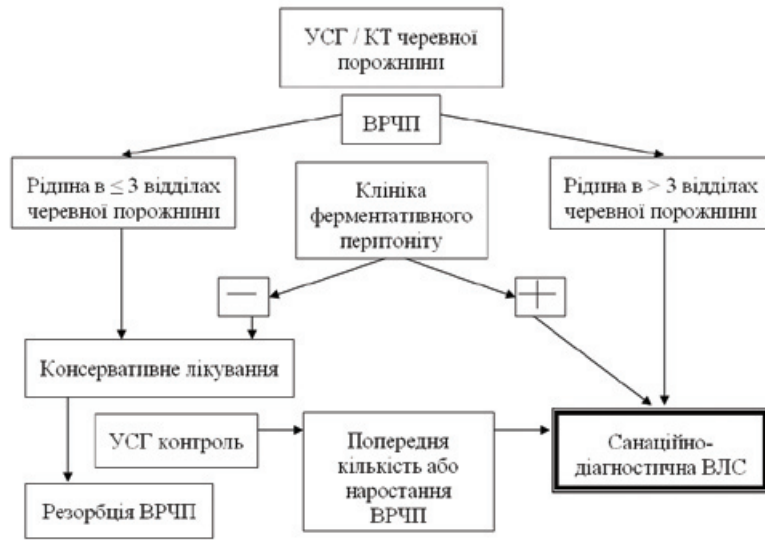 УСГ / КТ черевної
порожнини
ВРЧП
Рідина в ≤ 3 відділах
черевної порожнини
Клініка
ферментативного
перитоніту
Рідина в > 3 відділах
черевної порожнини
—
+
Консервативне лікування
УСГ контроль
Попередня
кількість або
наростання
ВРЧП
Санаційно-
діагностична ВЛС
Резорбція ВРЧП